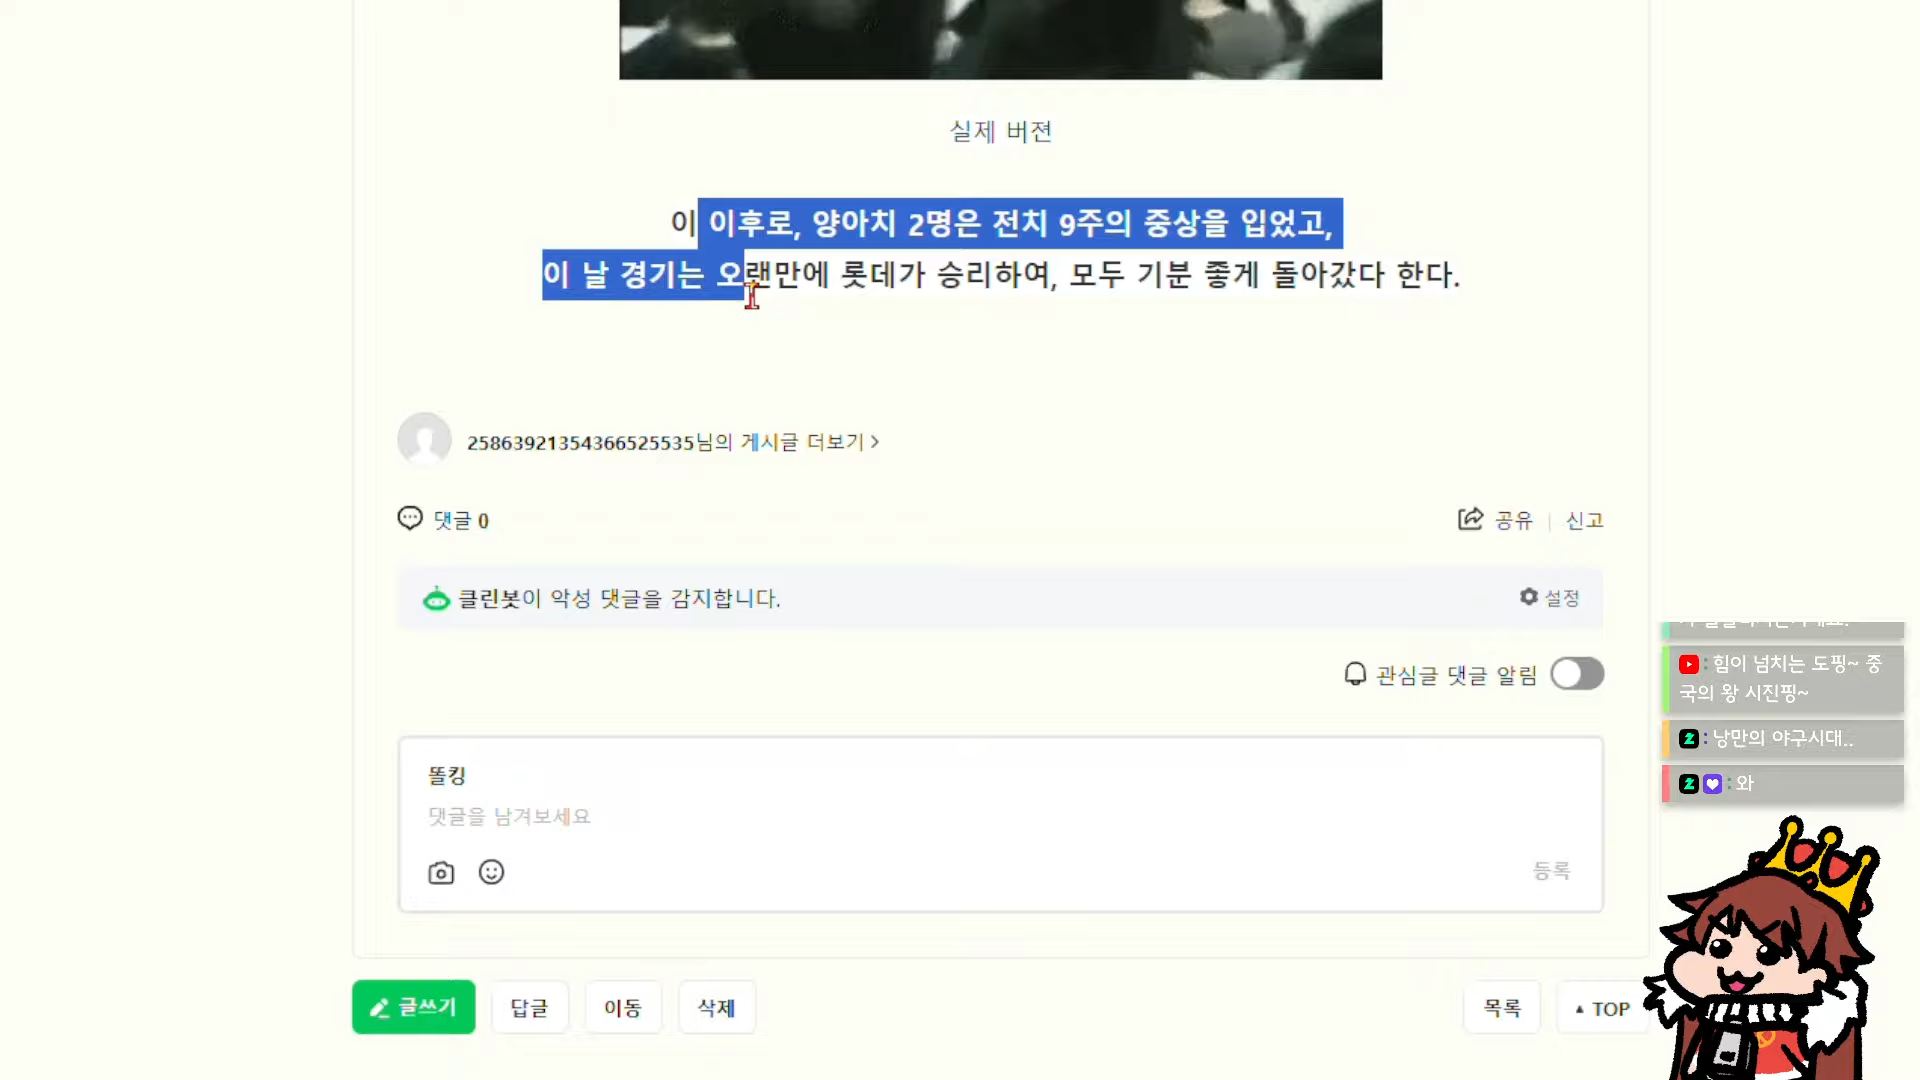 실제 버젼
이 이후로, 양아치 2명은 전치 9주의 중상을 입었고,
이 날 경기는 오랜만에 롯데가 승리하여, 모두 기분 좋게 돌아갔다 한다.
25863921354366525535님의 게시글 더보기 >
댓글 0
공유 | 신고
클린봇이 악성 댓글을 감지합니다.
설정
관심글 댓글 알림
똘킹
댓글을 남겨보세요
등록
글쓰기
답글
이동
삭제
목록
TOP
: 힘이 넘치는 도핑~ 중
국의 왕 시진핑~
: 낭만의 야구시대..
: 와